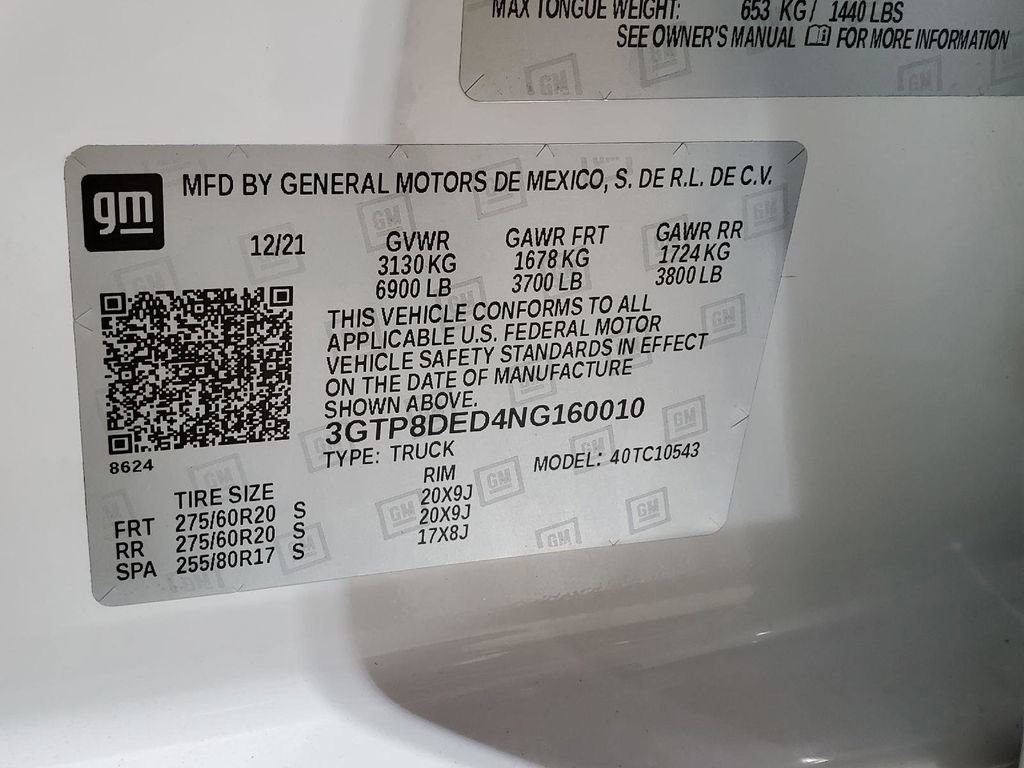 MAX TONGUE WEIGHT: 653 KG/ 1440 LBS
SEE OWNER'S MANUAL FOR MORE INFORMATION
gm
MFD BY GENERAL MOTORS DE MEXICO, S. DE R.L. DE C.V.
12/21 GVWR GAWR FRT GAWR RR
3130 KG 1678 KG 1724 KG
6900 LB 3700 LB 3800 LB
THIS VEHICLE CONFORMS TO ALL
APPLICABLE U.S. FEDERAL MOTOR
VEHICLE SAFETY STANDARDS IN EFFECT
ON THE DATE OF MANUFACTURE
SHOWN ABOVE.
3GTP8DED4NG160010
8624
TYPE: TRUCK MODEL: 40TC10543
TIRE SIZE RIM
FRT 275/60R20 S 20X9J
RR 275/60R20 S 20X9J
SPA 255/80R17 S 17X8J